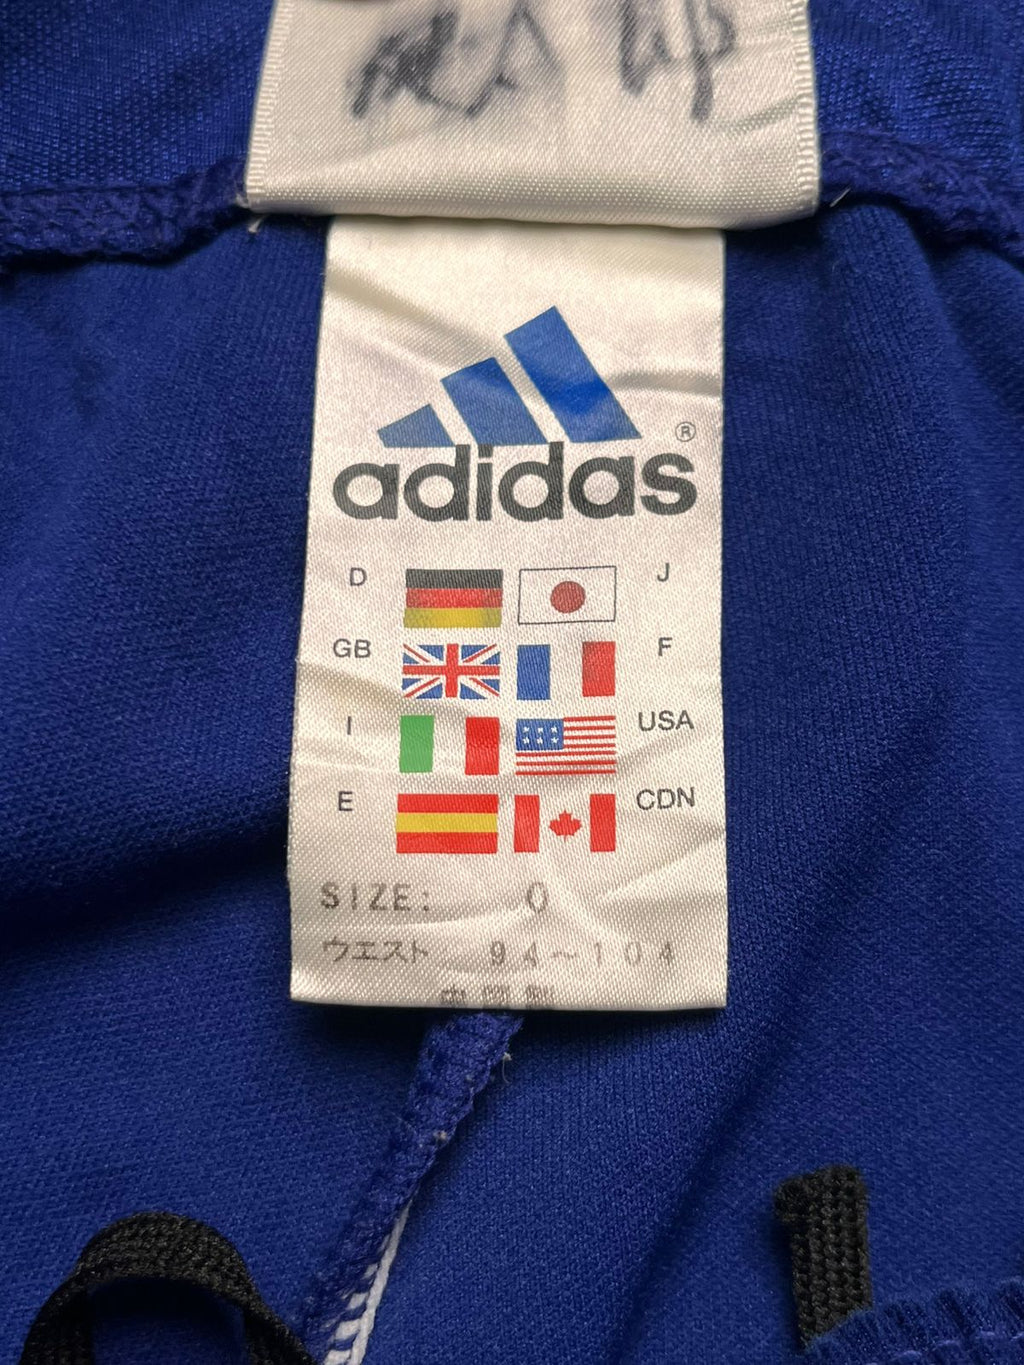 adidas®
D J
GB F
I USA
E CDN
SIZE: O
ウエスト 94~104